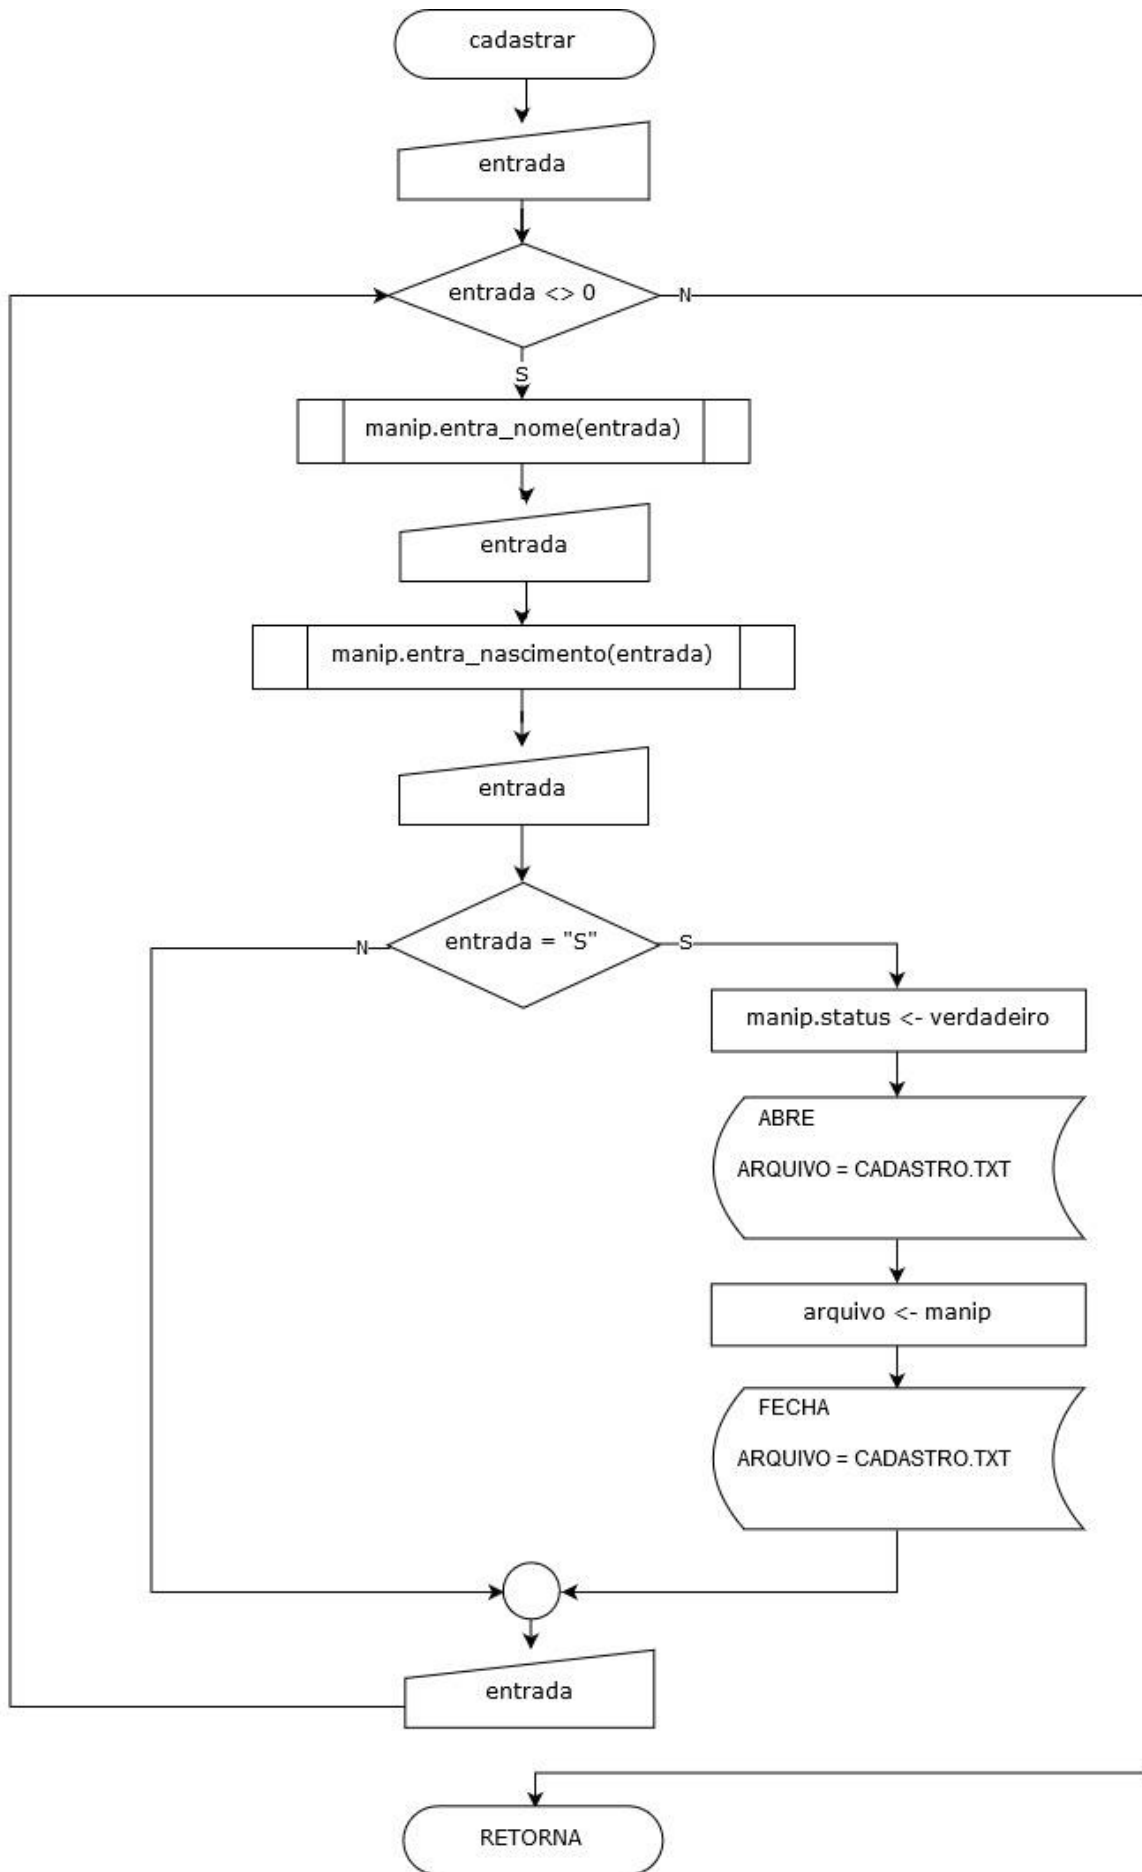 cadastrar
entrada
entrada <> 0
N
S
manip.entra_nome(entrada)
entrada
manip.entra_nascimento(entrada)
entrada
N
entrada = "S"
S
manip.status <- verdadeiro
ABRE
ARQUIVO = CADASTRO.TXT
arquivo <- manip
FECHA
ARQUIVO = CADASTRO.TXT
entrada
RETORNA